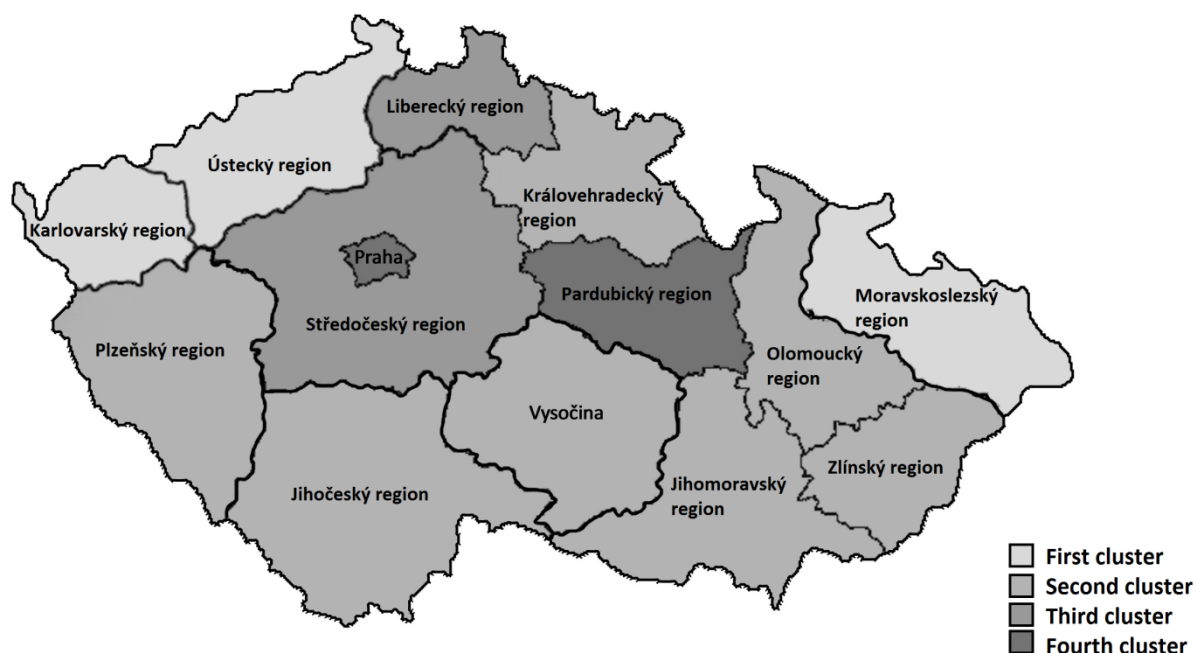 Liberecký region
Ústecký region
Královehradecký
region
Karlovarský region
Praha
Pardubický region
Moravskoslezský
region
Středočeský region
Plzeňský region
Olomoucký
region
Vysočina
Zlínský region
Jihočeský region
Jihomoravský
region
First cluster
Second cluster
Third cluster
Fourth cluster